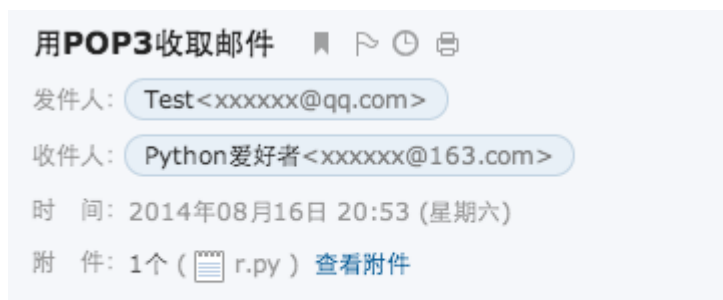 用POP3收取邮件
发件人: Test<xxxxxx@qq.com>
收件人: Python爱好者<xxxxxx@163.com>
时 间: 2014年08月16日 20:53 (星期六)
附 件: 1个 ( r.py ) 查看附件